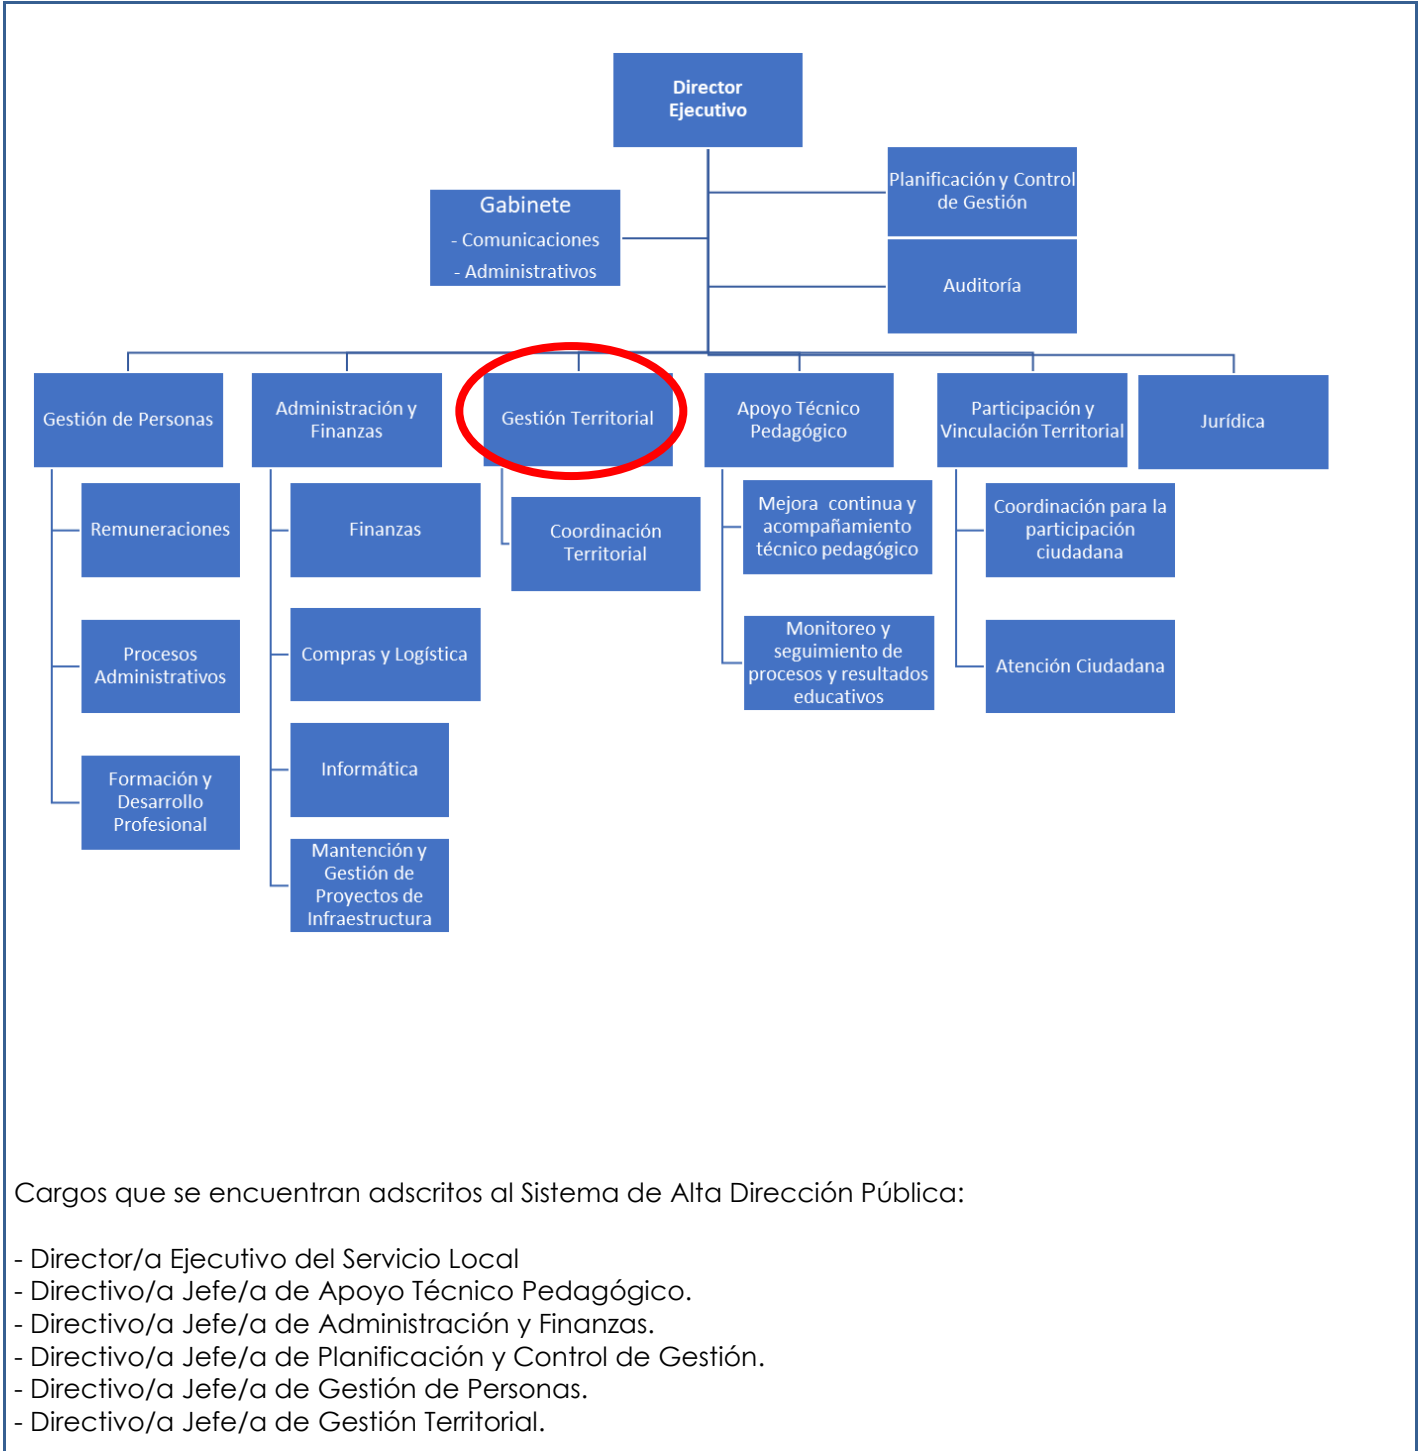 Director
Ejecutivo
Planificación y Control
de Gestión
Gabinete
- Comunicaciones
- Administrativos
Auditoría
Gestión de Personas
Administración y
Finanzas
Gestión Territorial
Apoyo Técnico
Pedagógico
Participación y
Vinculación Territorial
Jurídica
Remuneraciones
Procesos
Administrativos
Formación y
Desarrollo
Profesional
Finanzas
Compras y Logística
Informática
Mantención y
Gestión de
Proyectos de
Infraestructura
Coordinación
Territorial
Mejora continua y
acompañamiento
técnico pedagógico
Monitoreo y
seguimiento de
procesos y resultados
educativos
Coordinación para la
participación
ciudadana
Atención Ciudadana
Cargos que se encuentran adscritos al Sistema de Alta Dirección Pública:
- Director/a Ejecutivo del Servicio Local
- Directivo/a Jefe/a de Apoyo Técnico Pedagógico.
- Directivo/a Jefe/a de Administración y Finanzas.
- Directivo/a Jefe/a de Planificación y Control de Gestión.
- Directivo/a Jefe/a de Gestión de Personas.
- Directivo/a Jefe/a de Gestión Territorial.